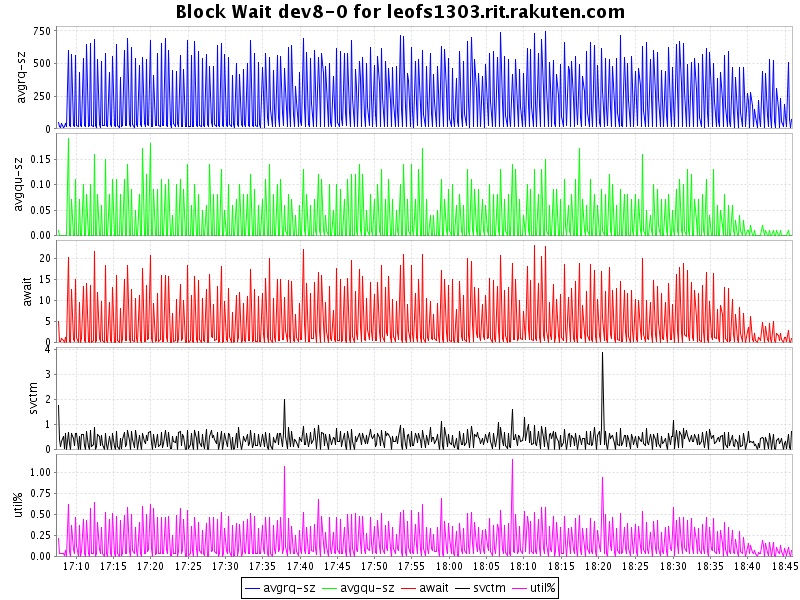 Block Wait dev8-0 for leofs1303.rit.rakuten.com
avgrq-sz
750
500
250
0
avgqu-sz
0.15
0.10
0.05
0.00
await
20
15
10
5
0
svctm
4
3
2
1
0
util%
1.00
0.75
0.50
0.25
0.00
17:10 17:15 17:20 17:25 17:30 17:35 17:40 17:45 17:50 17:55 18:00 18:05 18:10 18:15 18:20 18:25 18:30 18:35 18:40 18:45
avgrq-sz avgqu-sz await svctm util%